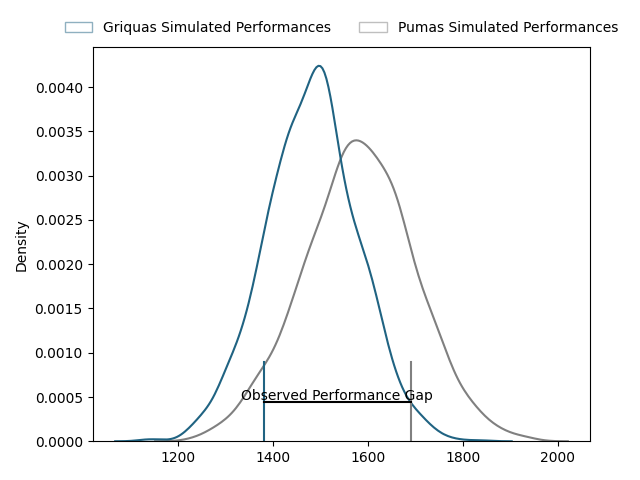 Griquas Simulated Performances
Pumas Simulated Performances
Density
0.0040
0.0035
0.0030
0.0025
0.0020
0.0015
0.0010
0.0005
0.0000
Observed Performance Gap
1200 1400 1600 1800 2000